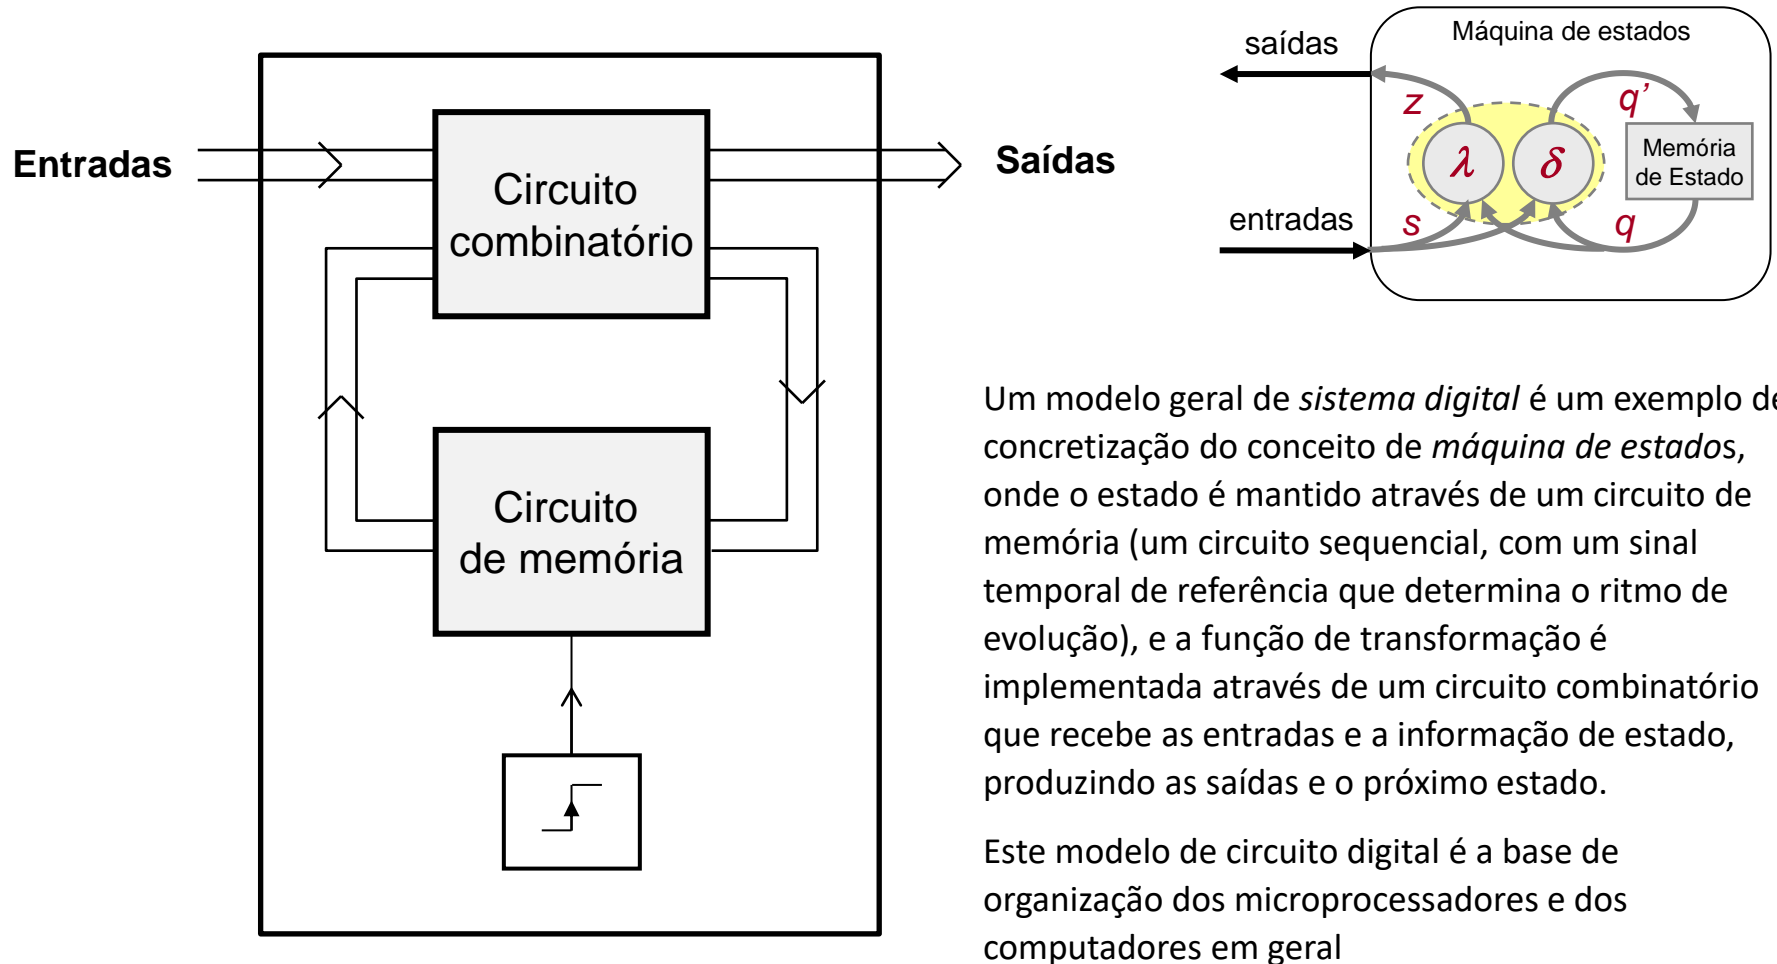 Entradas
Circuito
combinatório
Saídas
Circuito
de memória
Máquina de estados
saídas
z
q’
λ
δ
Memória
de Estado
entradas
s
q
Um modelo geral de sistema digital é um exemplo de
concretização do conceito de máquina de estados,
onde o estado é mantido através de um circuito de
memória (um circuito sequencial, com um sinal
temporal de referência que determina o ritmo de
evolução), e a função de transformação é
implementada através de um circuito combinatório
que recebe as entradas e a informação de estado,
produzindo as saídas e o próximo estado.
Este modelo de circuito digital é a base de
organização dos microprocessadores e dos
computadores em geral